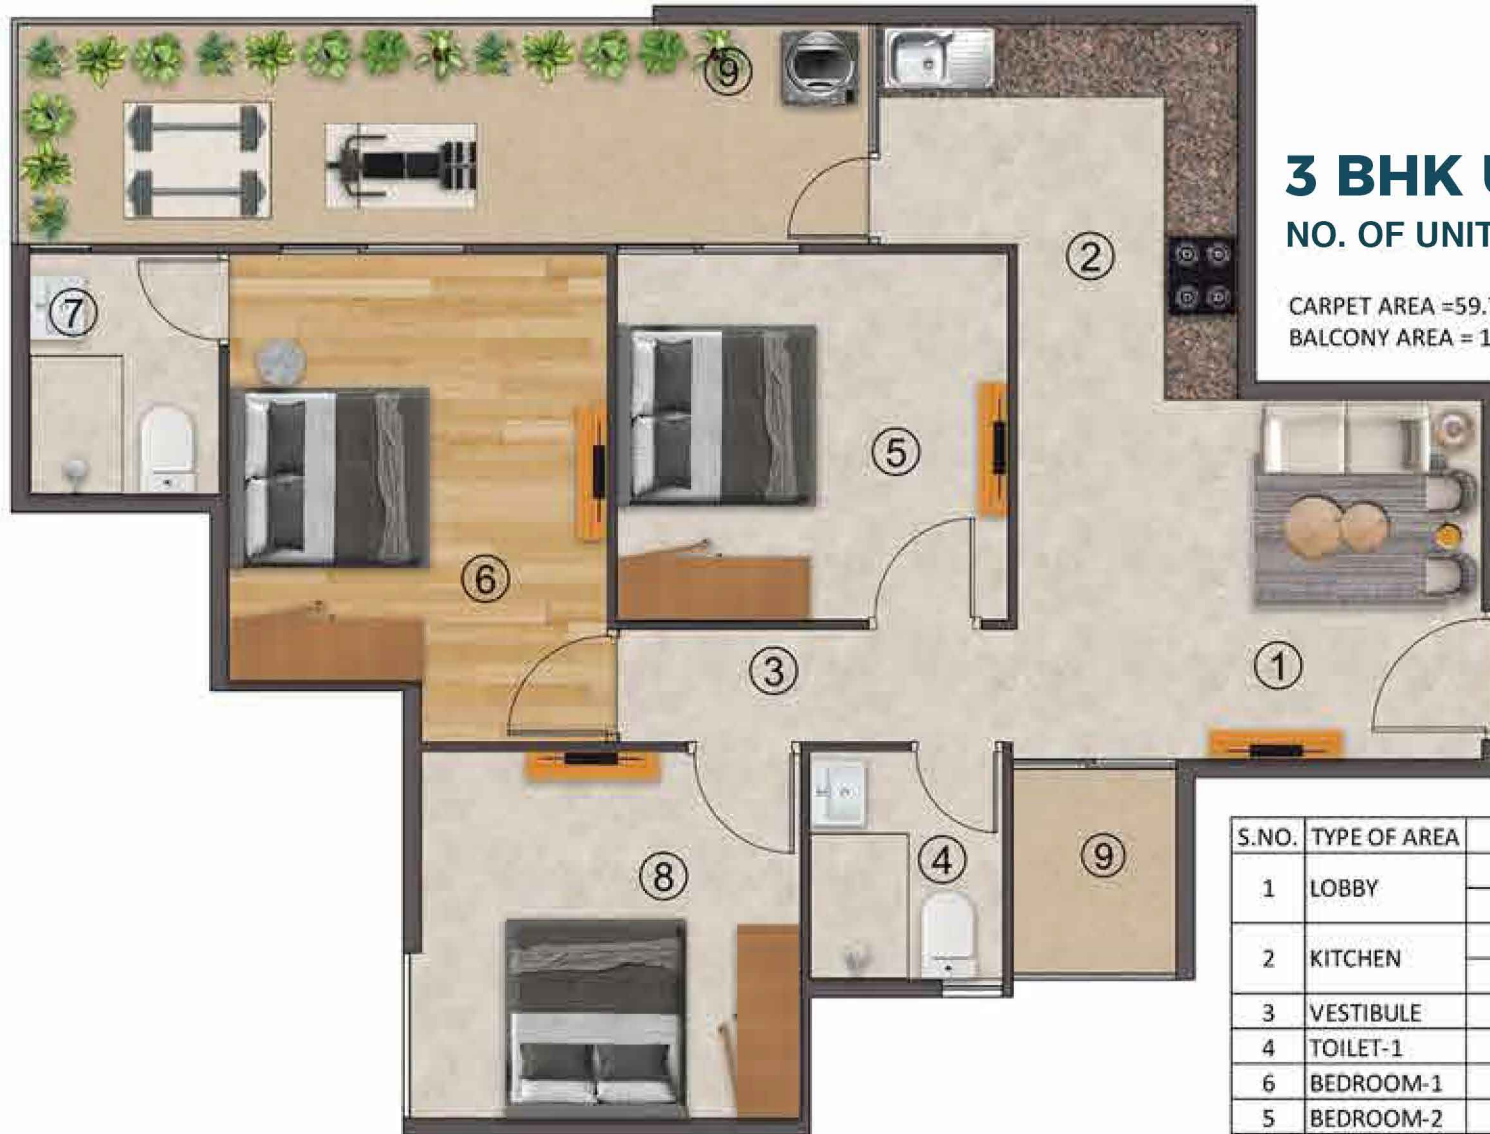 9
3 BHK U
NO. OF UNIT
CARPET AREA =59.
BALCONY AREA = 1
2
7
5
6
3
1
8
4
9
S.NO. TYPE OF AREA
1 LOBBY
2 KITCHEN
3 VESTIBULE
4 TOILET-1
6 BEDROOM-1
5 BEDROOM-2